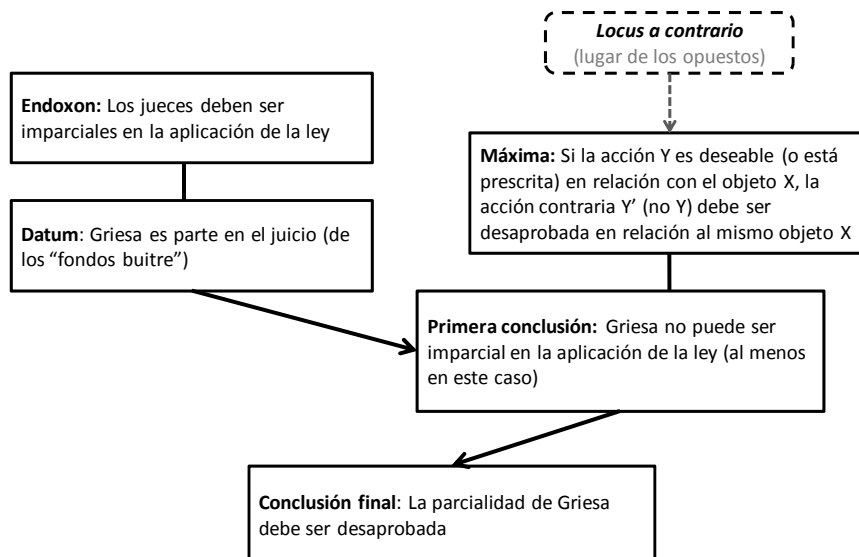 Locus a contrario
(lugar de los opuestos)
Endoxon: Los jueces deben ser
imparciales en la aplicación de la ley
Máxima: Si la acción Y es deseable (o está
prescrita) en relación con el objeto X, la
acción contraria Y’ (no Y) debe ser
desaprobada en relación al mismo objeto X
Datum: Griesa es parte en el juicio (de
los “fondos buitre”)
Primera conclusión: Griesa no puede ser
imparcial en la aplicación de la ley (al menos
en este caso)
Conclusión final: La parcialidad de Griesa
debe ser desaprobada